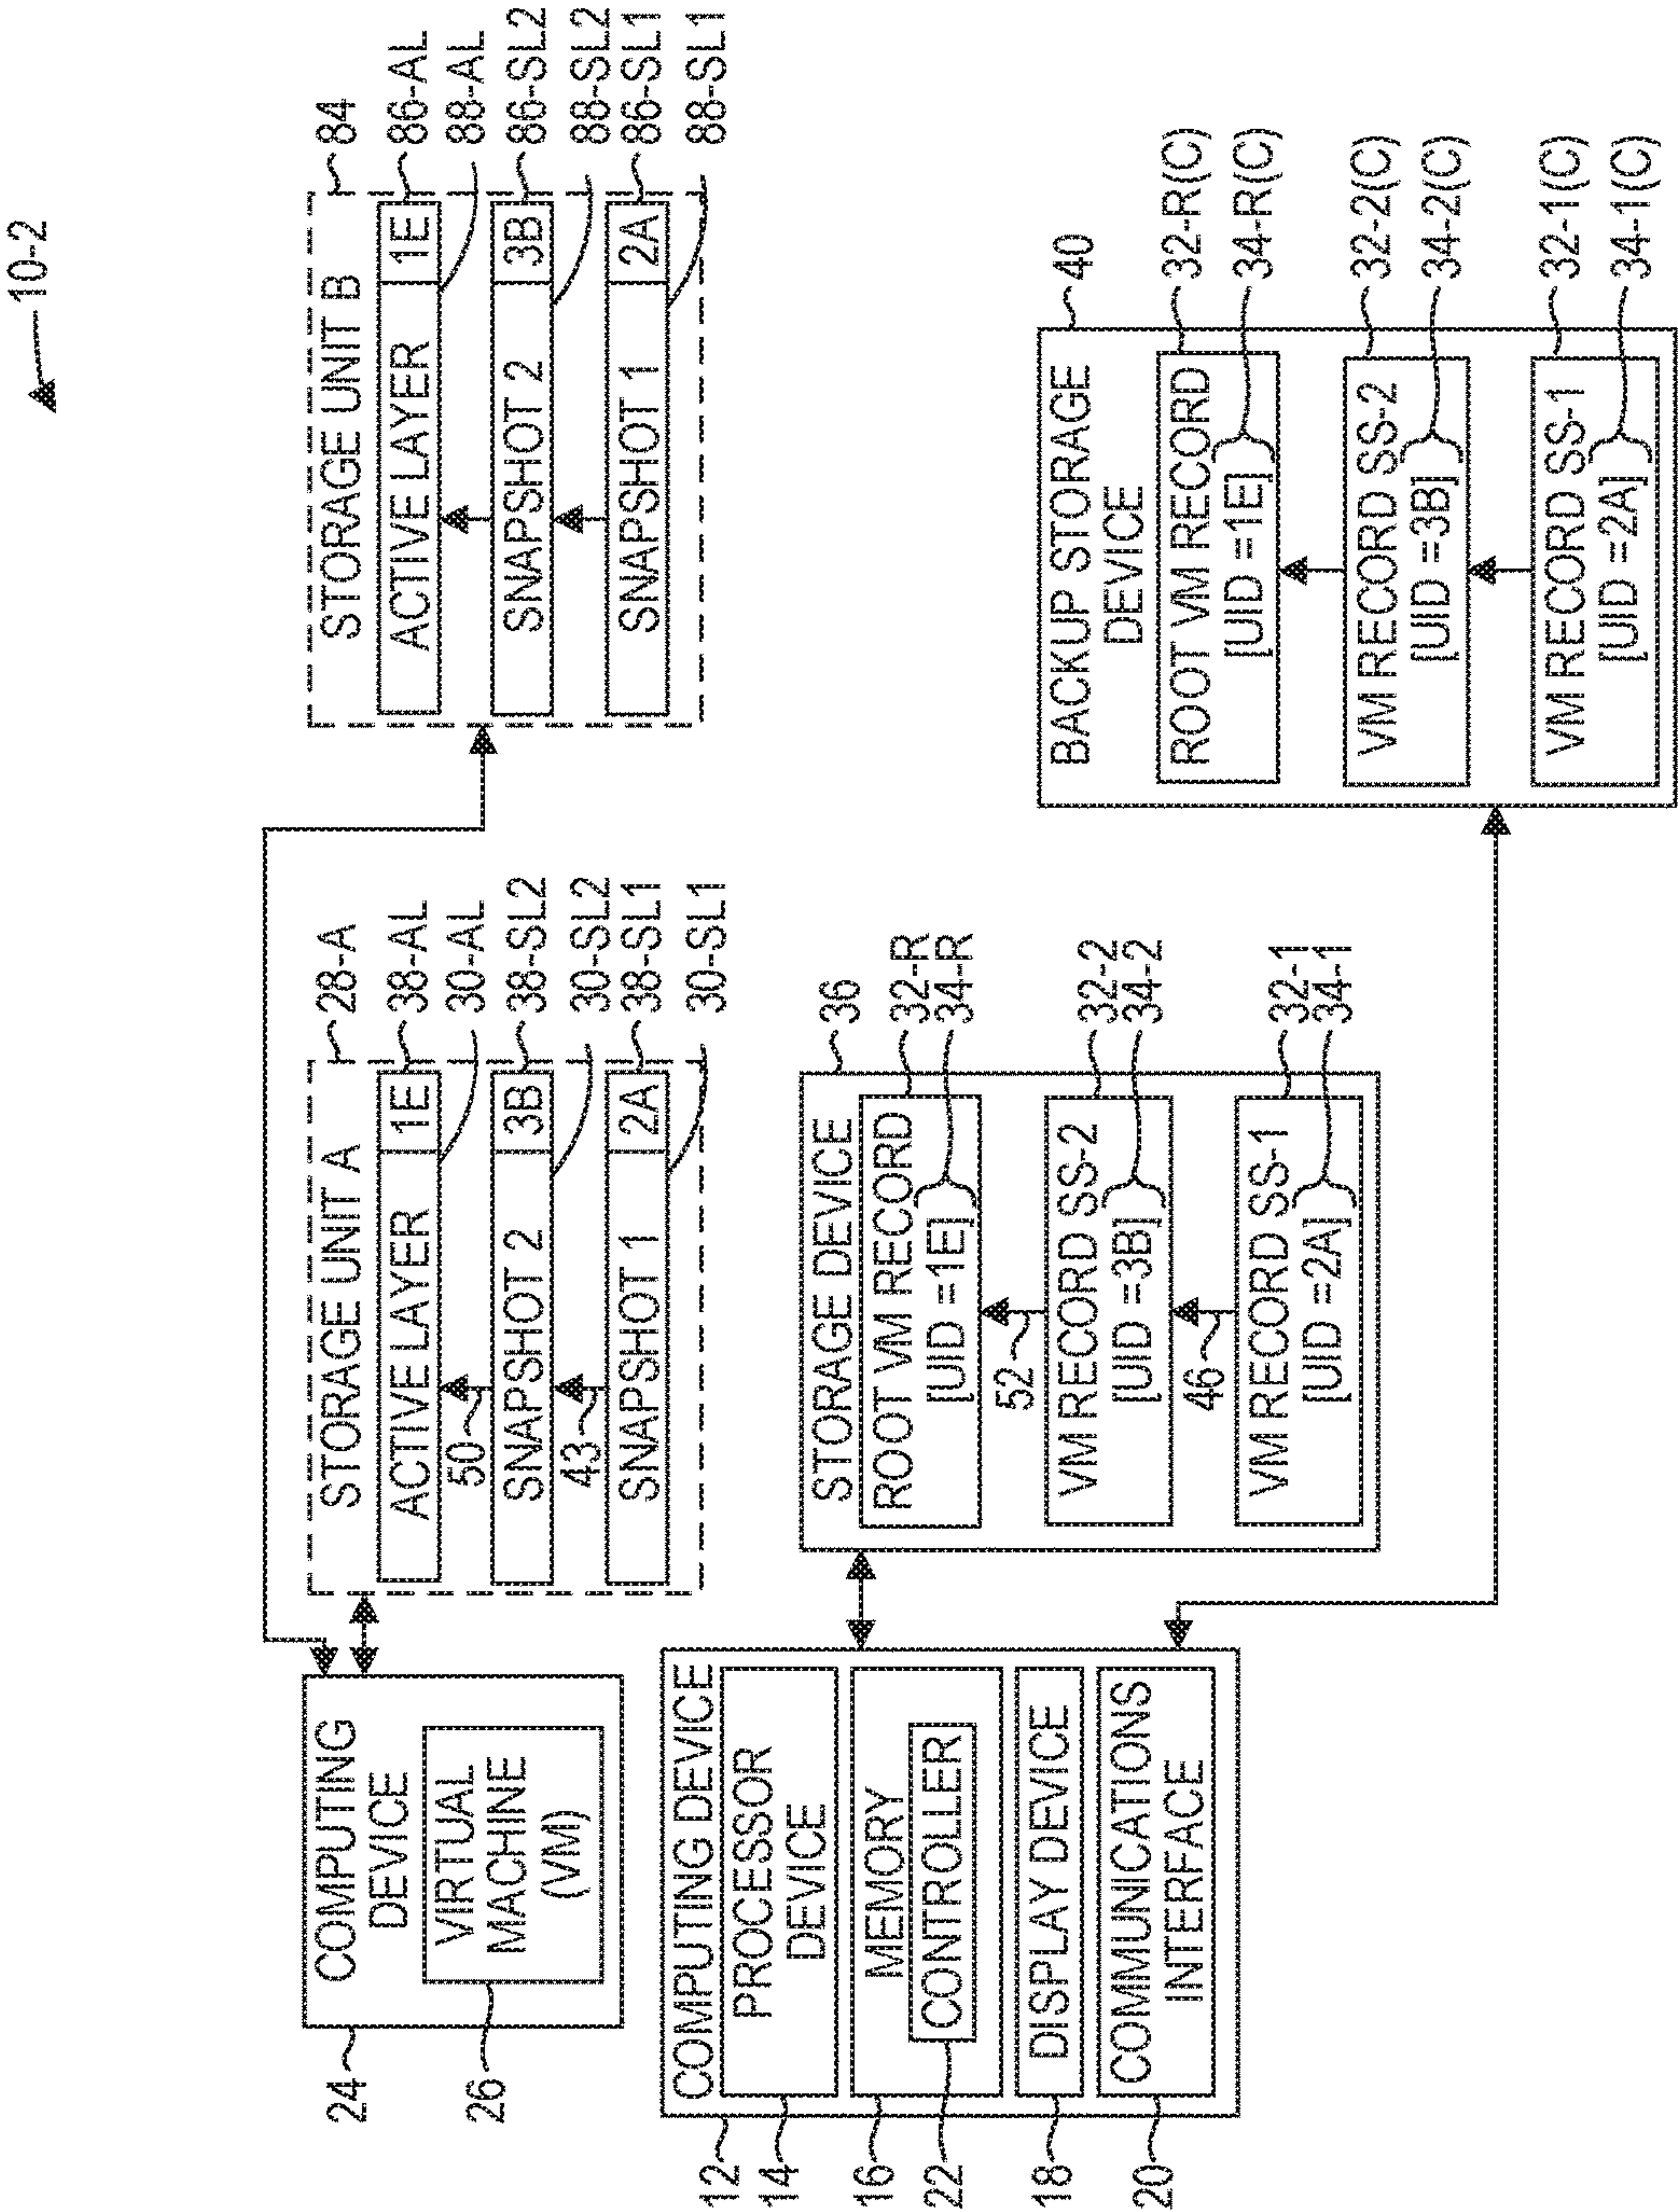 10-2
COMPUTING
DEVICE
VIRTUAL
MACHINE
(VM)
24
26
STORAGE UNIT A
ACTIVE LAYER 1E
50
SNAPSHOT 2 3B
43
SNAPSHOT 1 2A
28-A
38-AL
30-AL
38-SL2
30-SL2
38-SL1
30-SL1
STORAGE UNIT B
ACTIVE LAYER 1E
SNAPSHOT 2 3B
SNAPSHOT 1 2A
84
86-AL
88-AL
86-SL2
88-SL2
86-SL1
88-SL1
COMPUTING DEVICE
PROCESSOR
DEVICE
MEMORY
CONTROLLER
DISPLAY DEVICE
COMMUNICATIONS
INTERFACE
12
14
16
22
18
20
STORAGE DEVICE
ROOT VM RECORD
[UID =1E]
52
VM RECORD SS-2
[UID =3B]
46
VM RECORD SS-1
[UID =2A]
36
32-R
34-R
32-2
34-2
32-1
34-1
BACKUP STORAGE
DEVICE
ROOT VM RECORD
[UID =1E]
VM RECORD SS-2
[UID =3B]
VM RECORD SS-1
[UID =2A]
40
32-R(C)
34-R(C)
32-2(C)
34-2(C)
32-1(C)
34-1(C)